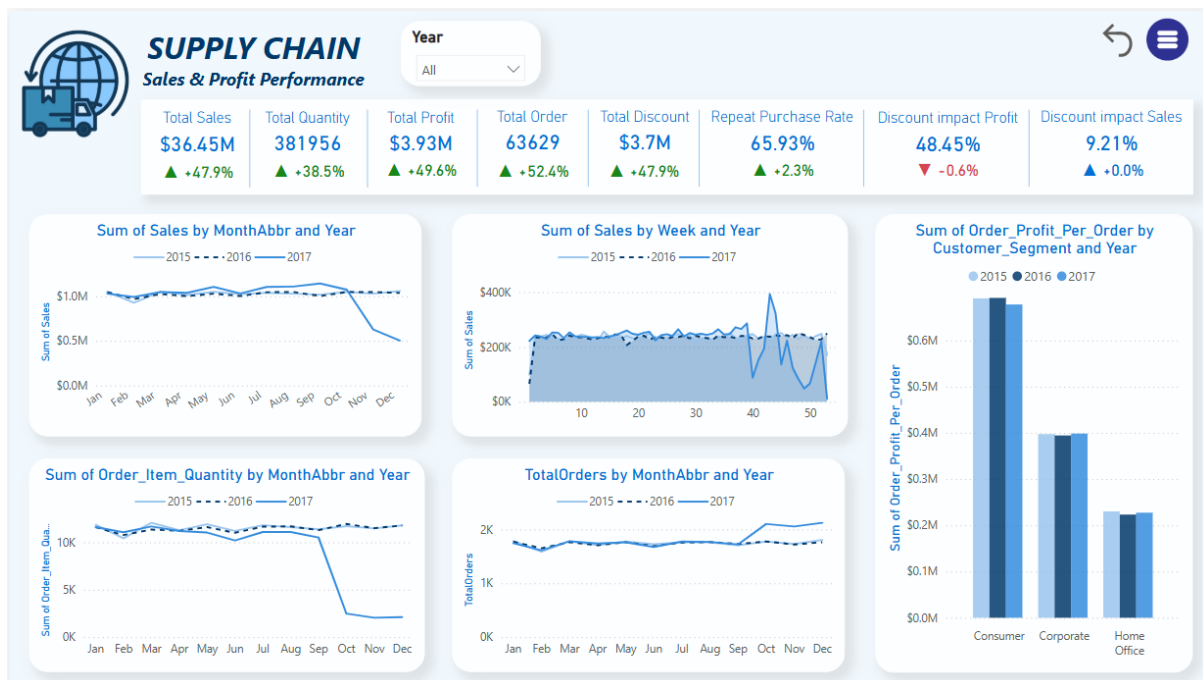 SUPPLY CHAIN
Sales & Profit Performance
Year
All
Total Sales
$36.45M
▲ +47.9%
Total Quantity
381956
▲ +38.5%
Total Profit
$3.93M
▲ +49.6%
Total Order
63629
▲ +52.4%
Total Discount
$3.7M
▲ +47.9%
Repeat Purchase Rate
65.93%
▲ +2.3%
Discount impact Profit
48.45%
▼ -0.6%
Discount impact Sales
9.21%
▲ +0.0%
Sum of Sales by MonthAbbr and Year
2015 2016 2017
Sum of Sales
$1.0M
$0.5M
$0.0M
Jan Feb Mar Apr May Jun Jul Aug Sep Oct Nov Dec
Sum of Sales by Week and Year
2015 2016 2017
Sum of Sales
$400K
$200K
$0K
10 20 30 40 50
Sum of Order_Profit_Per_Order by
Customer_Segment and Year
2015 2016 2017
Sum of Order_Profit_Per_Order
$0.6M
$0.5M
$0.4M
$0.3M
$0.2M
$0.1M
$0.0M
Consumer Corporate Home
Office
Sum of Order_Item_Quantity by MonthAbbr and Year
2015 2016 2017
Sum of Order_Item_Qua...
10K
5K
0K
Jan Feb Mar Apr May Jun Jul Aug Sep Oct Nov Dec
TotalOrders by MonthAbbr and Year
2015 2016 2017
TotalOrders
2K
1K
0K
Jan Feb Mar Apr May Jun Jul Aug Sep Oct Nov Dec